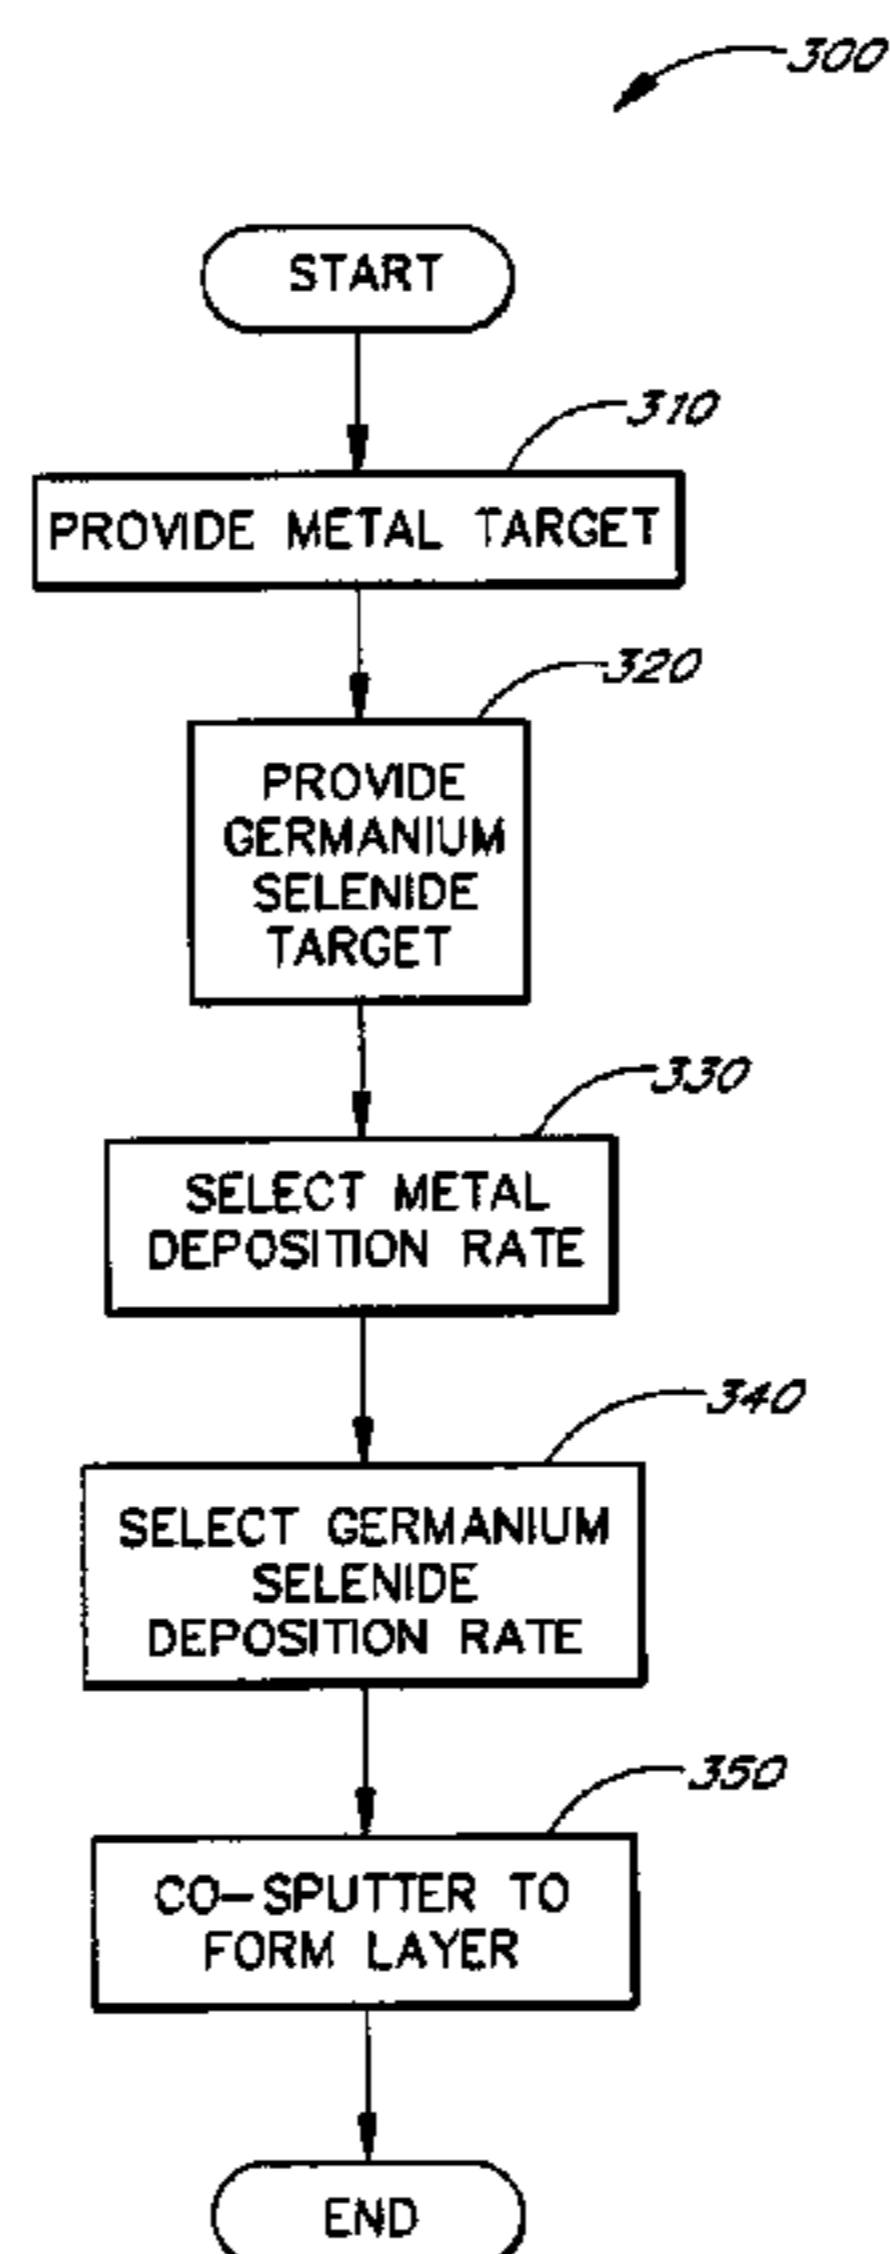 300
START
310
PROVIDE METAL TARGET
320
PROVIDE
GERMANIUM
SELENIDE
TARGET
330
SELECT METAL
DEPOSITION RATE
340
SELECT GERMANIUM
SELENIDE
DEPOSITION RATE
350
CO-SPUTTER TO
FORM LAYER
END